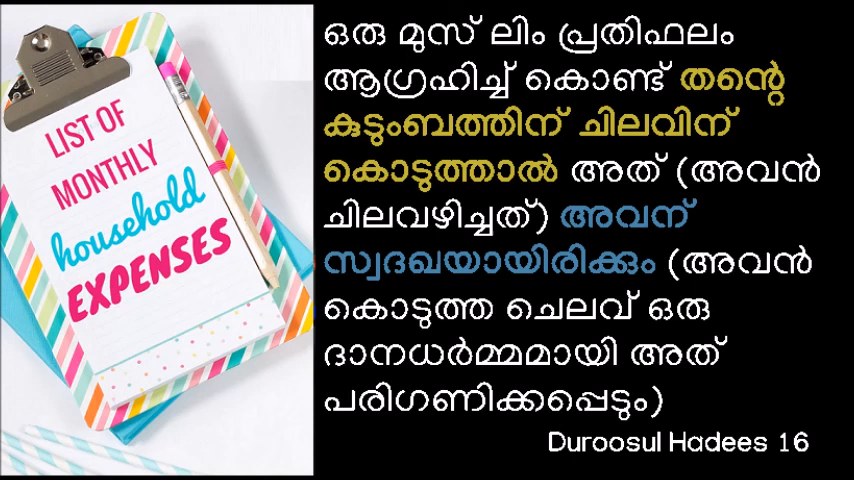 LIST OF
MONTHLY
household
EXPENSES
ഒരു മുസ് ലിം പ്രതിഫലം
ആഗ്രഹിച്ച് കൊണ്ട് തന്റെ
കുടുംബത്തിന് ചിലവിന്
കൊടുത്താൽ അത് (അവൻ
ചിലവഴിച്ചത്) അവന്
സ്വദഖയായിരിക്കും (അവൻ
കൊടുത്ത ചെലവ് ഒരു
ദാനധർമ്മമായി അത്
പരിഗണിക്കപ്പെടും)
Duroosul Hadees 16